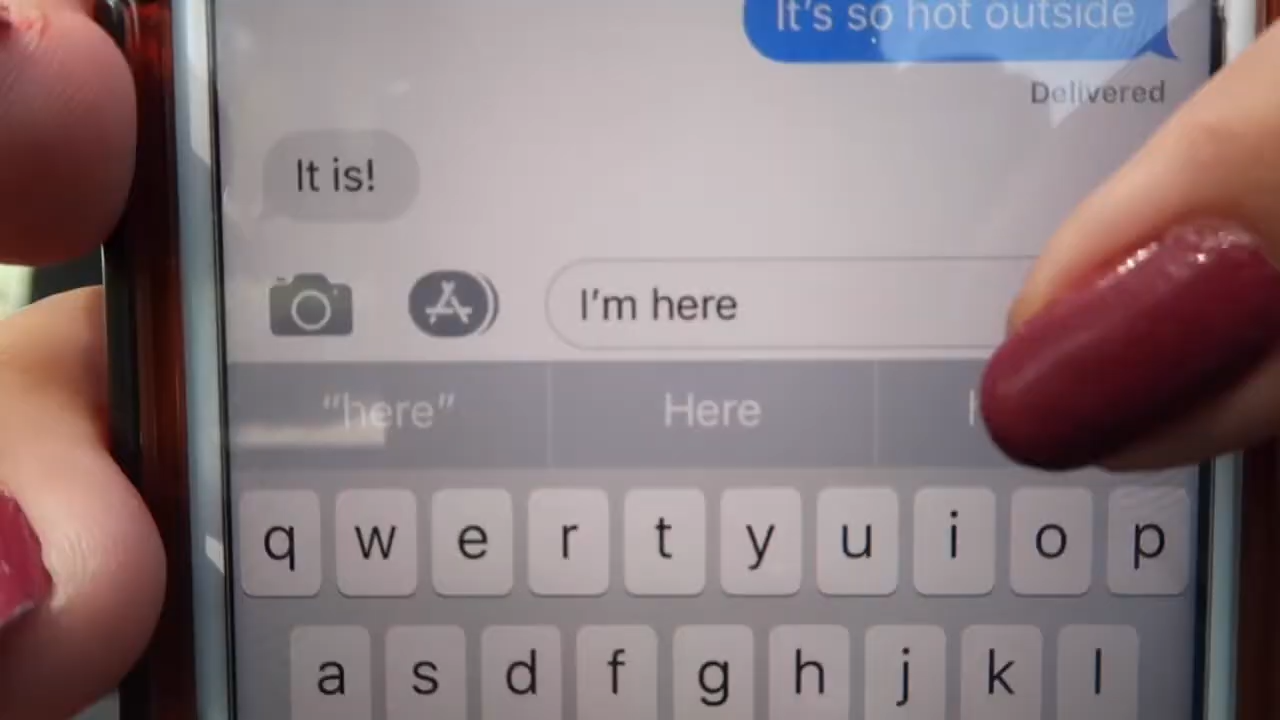 It's so hot outside
Delivered
It is!
I'm here
"here" Here
q w e r t y u i o p
a s d f g h j k l